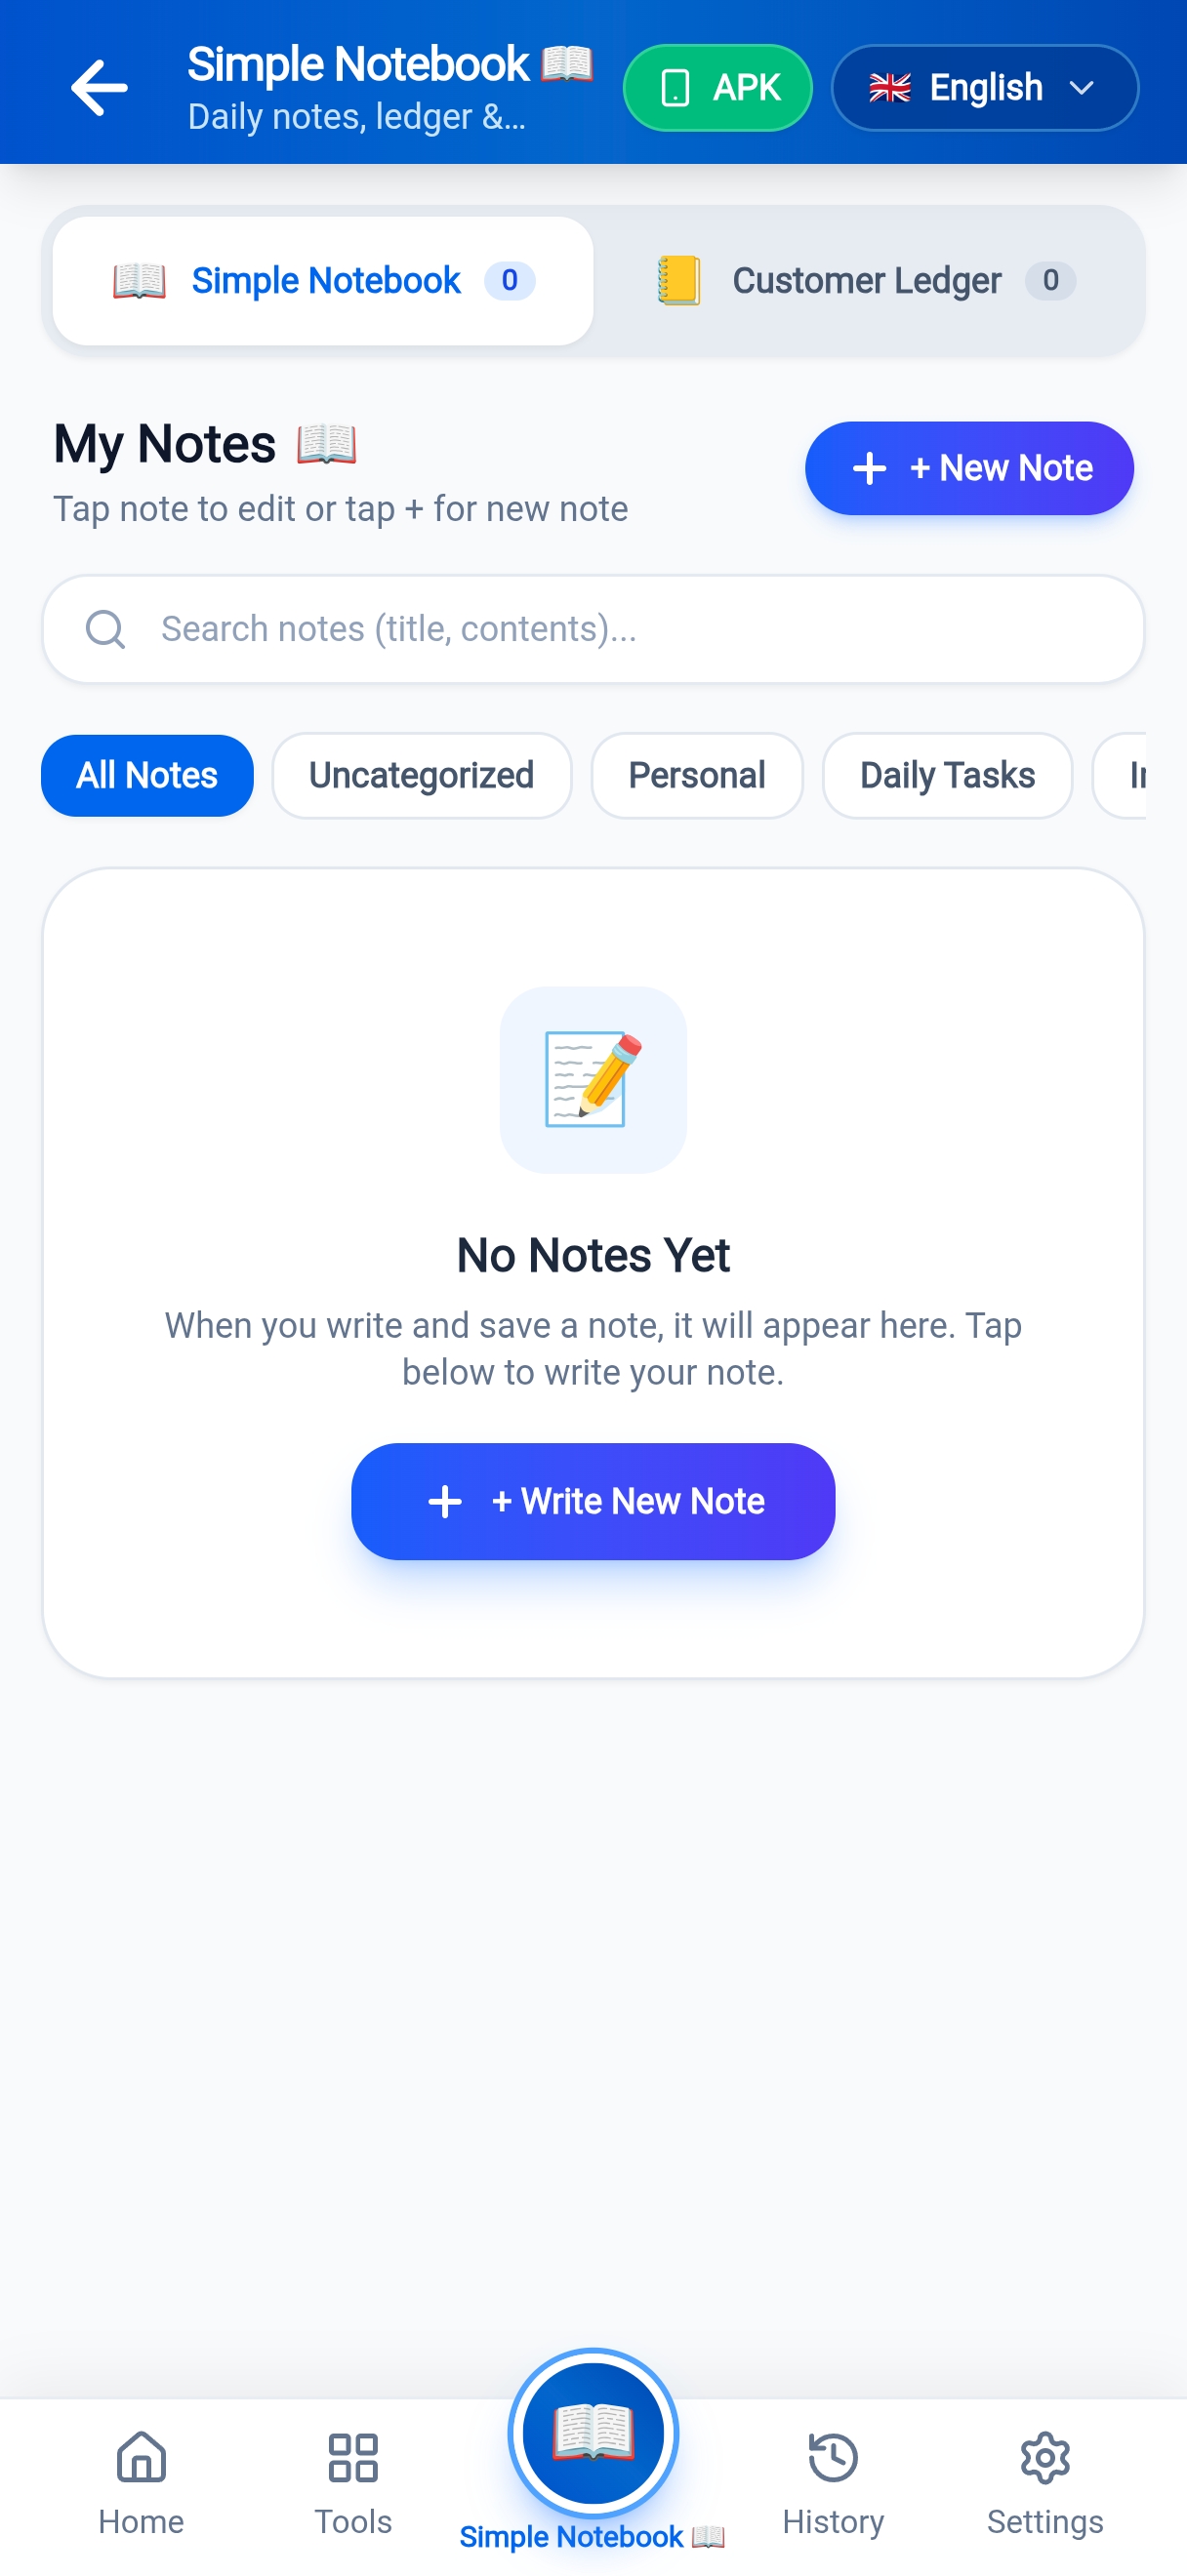 Simple Notebook 📖
Daily notes, ledger &...
APK
English
Simple Notebook 0
Customer Ledger 0
My Notes 📖
Tap note to edit or tap + for new note
+ New Note
Search notes (title, contents)...
All Notes
Uncategorized
Personal
Daily Tasks
No Notes Yet
When you write and save a note, it will appear here. Tap
below to write your note.
+ Write New Note
Home
Tools
Simple Notebook 📖
History
Settings